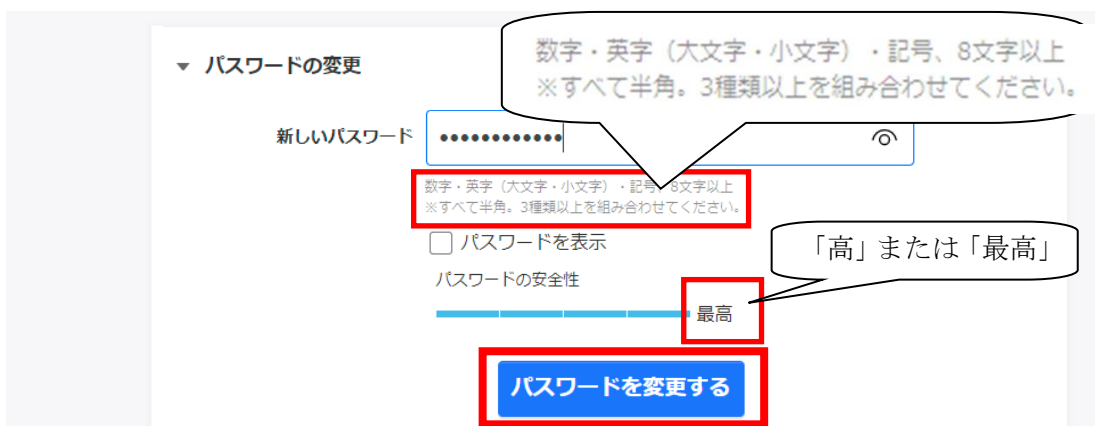 数字・英字（大文字・小文字）・記号、8文字以上
※すべて半角。3種類以上を組み合わせてください。
▼ パスワードの変更
新しいパスワード ••••••••••••
数字・英字（大文字・小文字）・記号、8文字以上
※すべて半角。3種類以上を組み合わせてください。
パスワードを表示
「高」または「最高」
パスワードの安全性
最高
パスワードを変更する